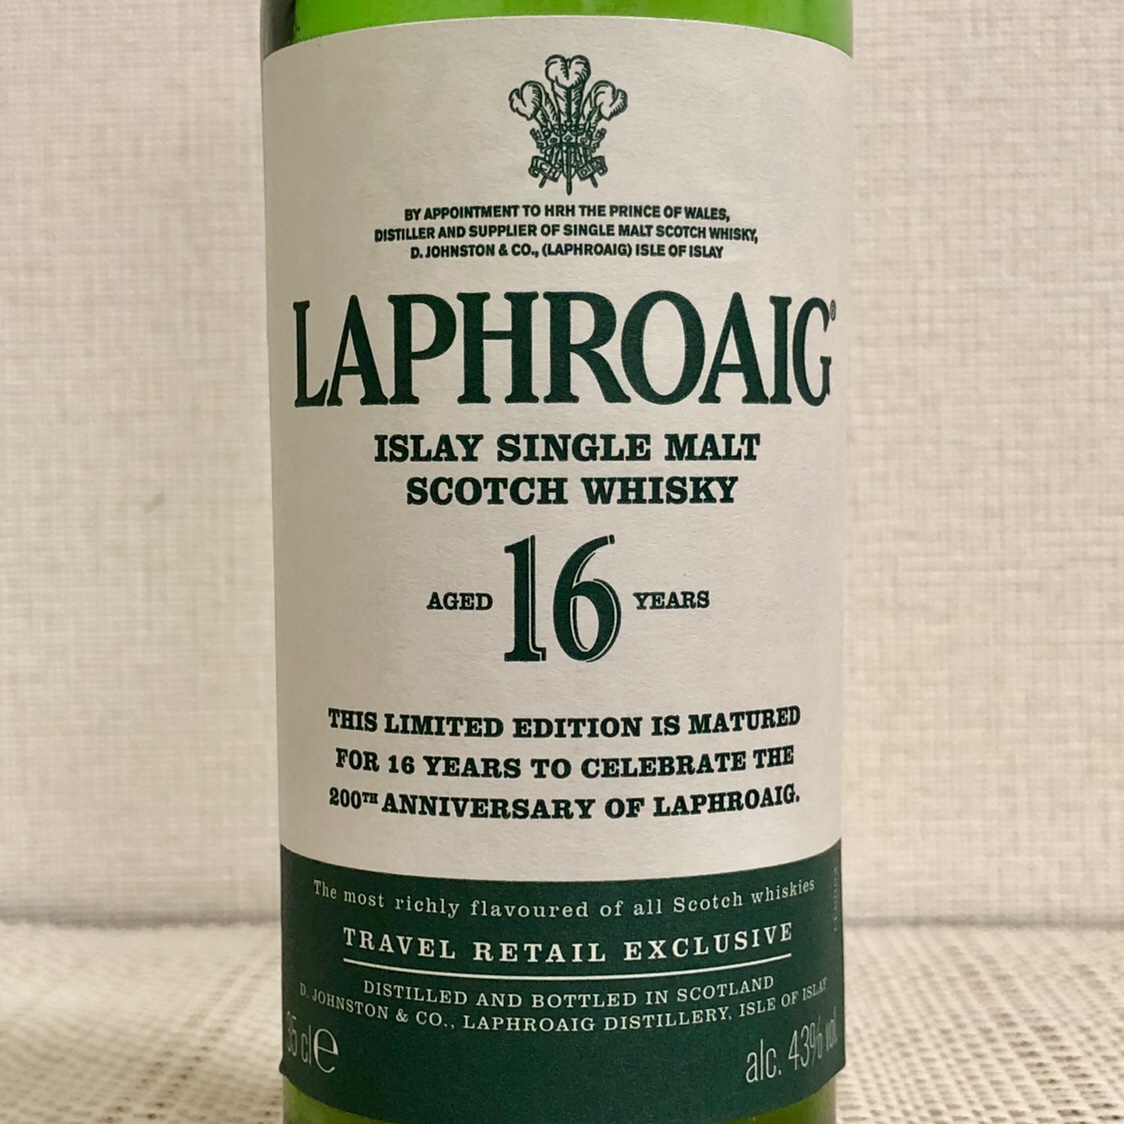 BY APPOINTMENT TO HRH THE PRINCE OF WALES,
DISTILLER AND SUPPLIER OF SINGLE MALT SCOTCH WHISKY,
D. JOHNSTON & CO., (LAPHROAIG) ISLE OF ISLAY
LAPHROAIG®
ISLAY SINGLE MALT
SCOTCH WHISKY
AGED 16 YEARS
THIS LIMITED EDITION IS MATURED
FOR 16 YEARS TO CELEBRATE THE
200TH ANNIVERSARY OF LAPHROAIG.
The most richly flavoured of all Scotch whiskies
TRAVEL RETAIL EXCLUSIVE
DISTILLED AND BOTTLED IN SCOTLAND
D. JOHNSTON & CO., LAPHROAIG DISTILLERY, ISLE OF ISLAY
35 cl e
alc. 43% vol.